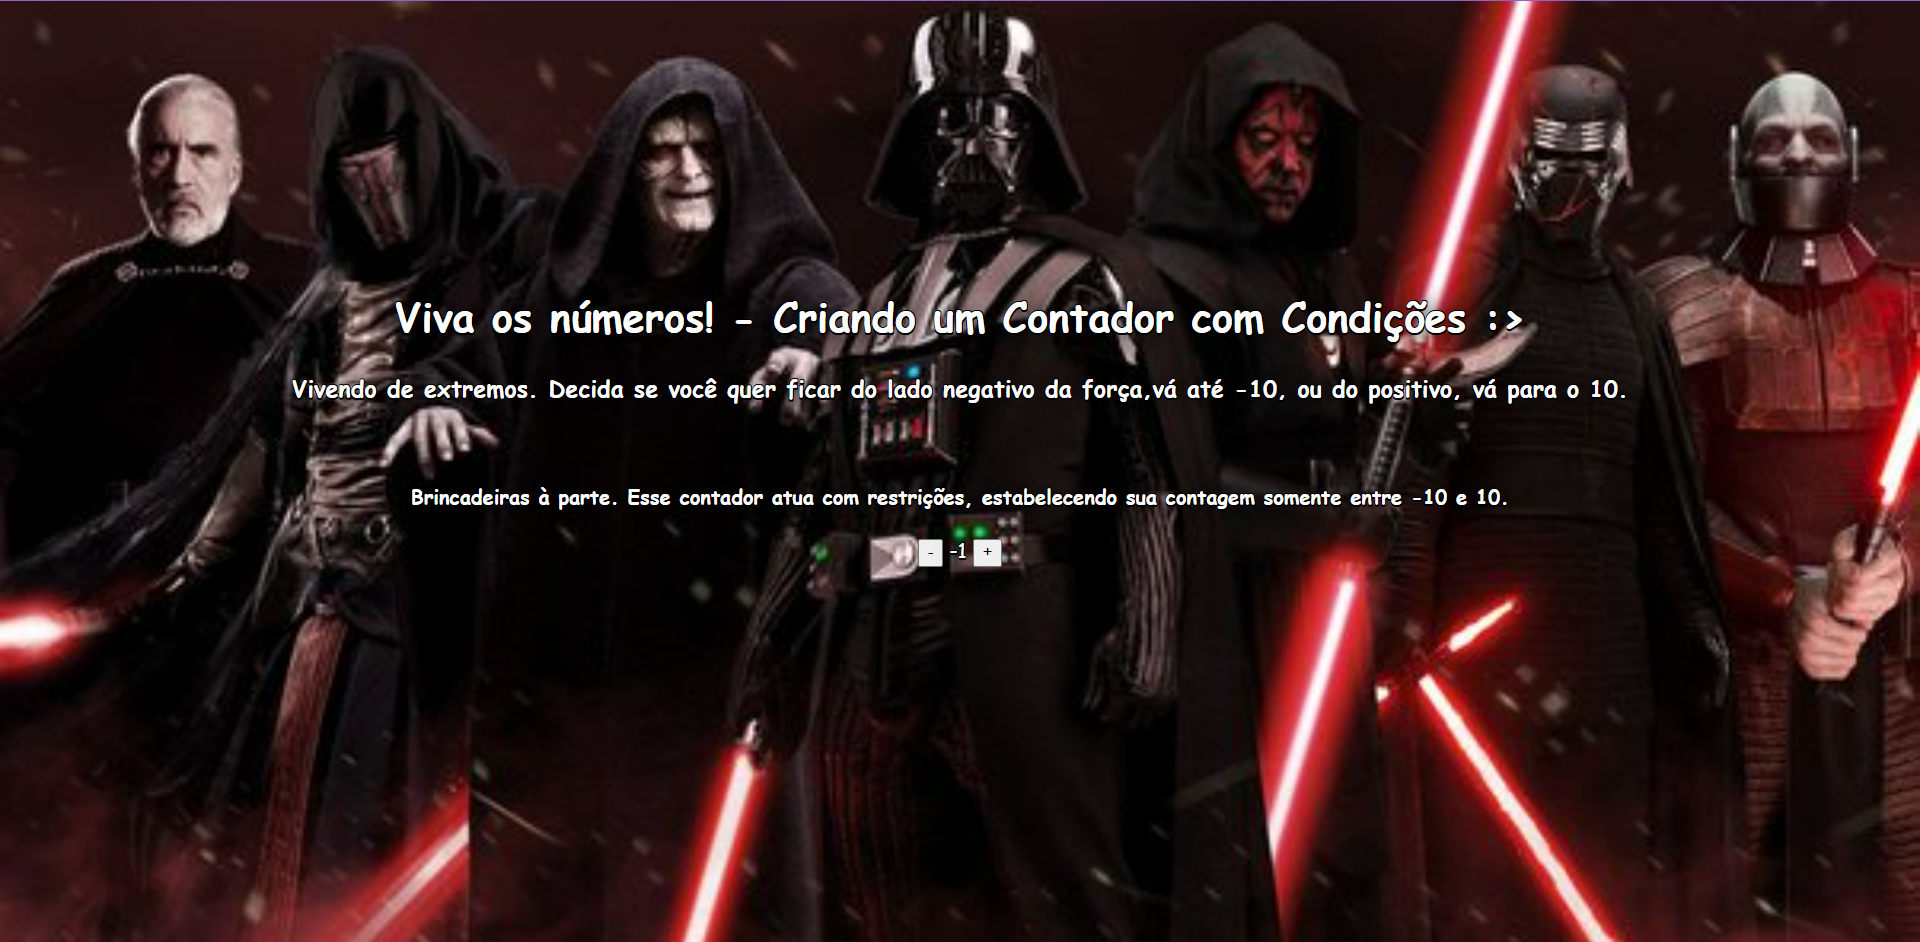 Viva os números! - Criando um Contador com Condições :>
Vivendo de extremos. Decida se você quer ficar do lado negativo da força,vá até -10, ou do positivo, vá para o 10.
Brincadeiras à parte. Esse contador atua com restrições, estabelecendo sua contagem somente entre -10 e 10.
- -1 +